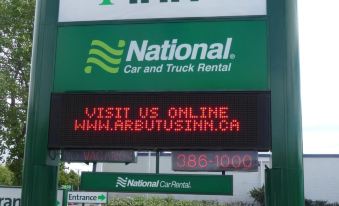 National®
Car and Truck Rental
VISIT US ONLINE
WWW.ARBUTUSINN.CA
386-1000
National Car Rental.
Entrance